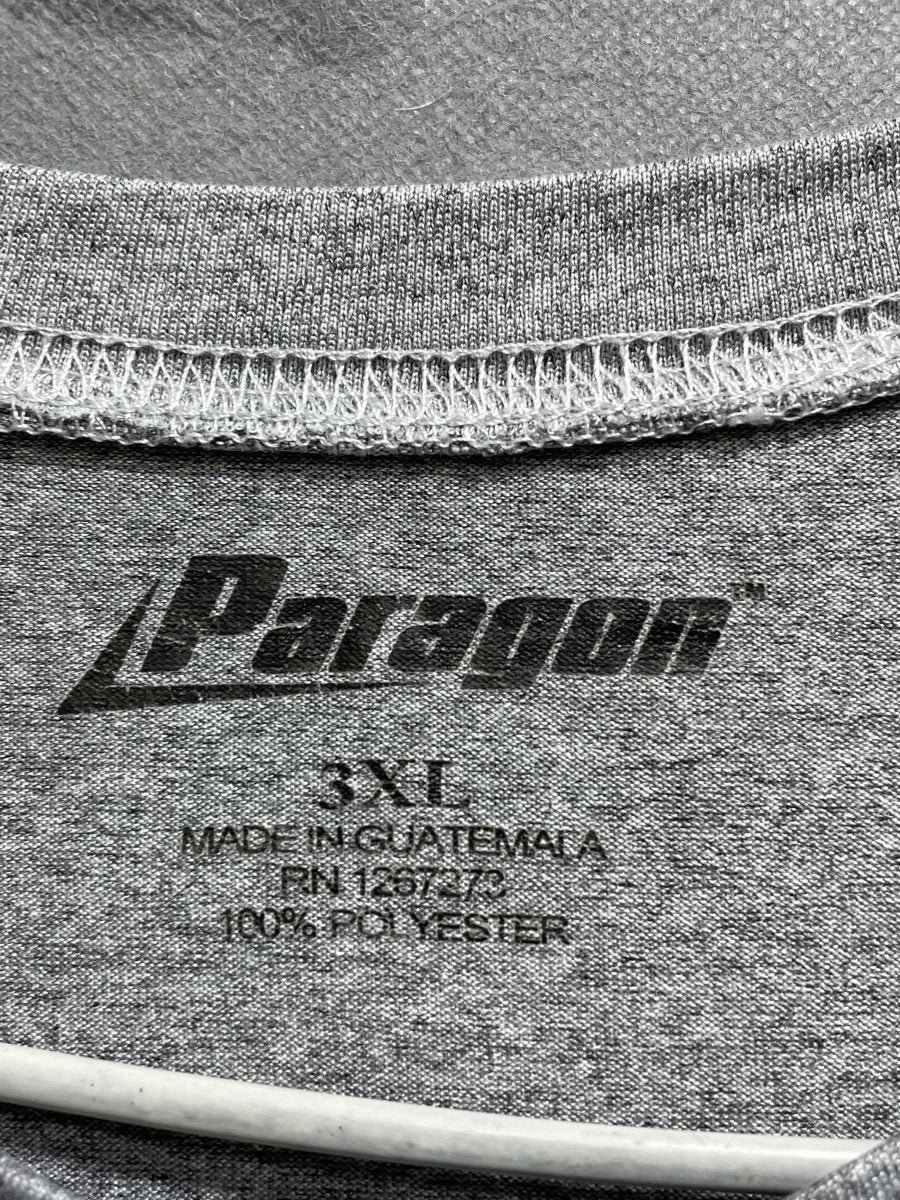 Paragon™
3XL
MADE IN GUATEMALA
RN 1267273
100% POLYESTER